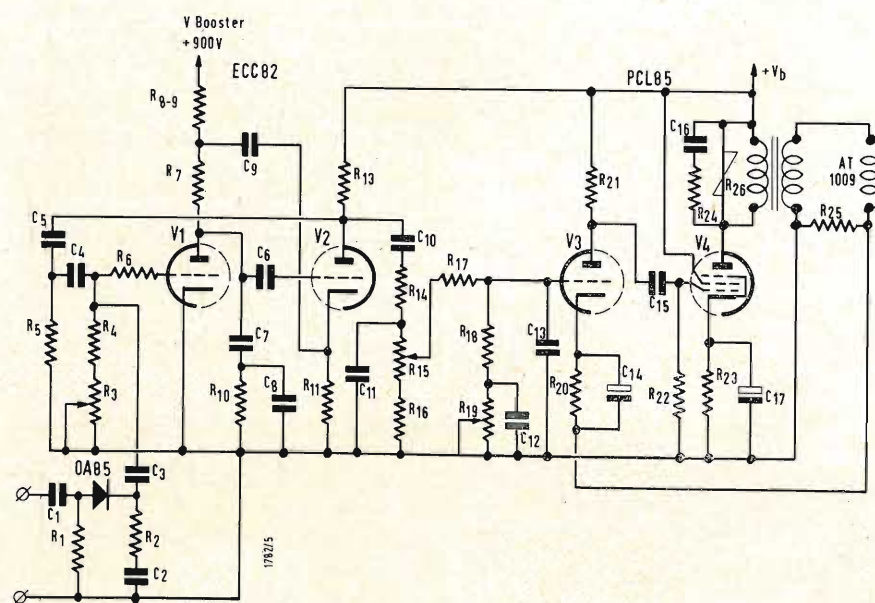 V Booster
+900V
ECC82
PCL85
+Vb
R8-9
C9
R7
R13
R21
C16
R24
R26
AT
1009
R25
C5
C4
R6
V1
C6
V2
C10
R14
R17
V3
V4
C15
R5
R4
R3
C7
R10
C8
R11
C11
R15
R16
R18
R19
C12
C13
R20
C14
R22
R23
C17
OA85
C3
C1
R1
R2
C2
1782/5